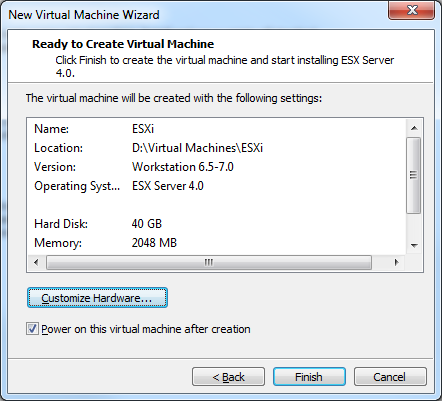 New Virtual Machine Wizard
Ready to Create Virtual Machine
Click Finish to create the virtual machine and start installing ESX Server
4.0.
The virtual machine will be created with the following settings:
Name: ESXi
Location: D:\Virtual Machines\ESXi
Version: Workstation 6.5-7.0
Operating Syst... ESX Server 4.0
Hard Disk: 40 GB
Memory: 2048 MB
Customize Hardware...
Power on this virtual machine after creation
< Back Finish Cancel